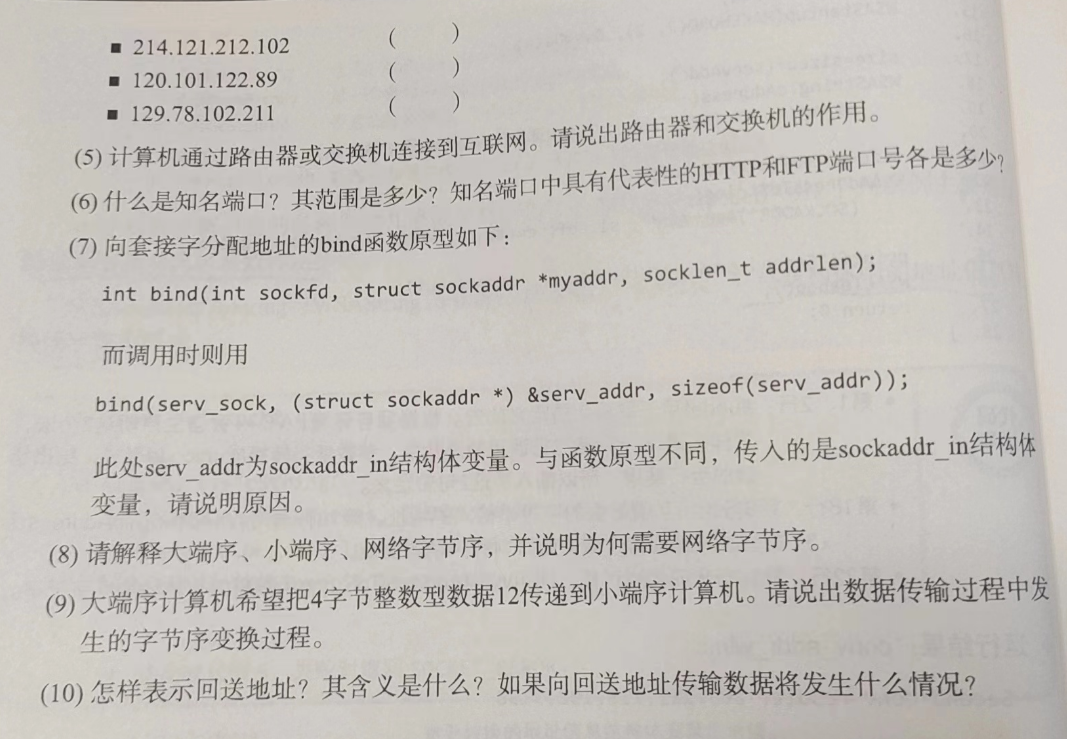 ■ 214.121.212.102 ( )
■ 120.101.122.89 ( )
■ 129.78.102.211 ( )
(5) 计算机通过路由器或交换机连接到互联网。请说出路由器和交换机的作用。
(6) 什么是知名端口？其范围是多少？知名端口中具有代表性的HTTP和FTP端口号各是多少？
(7) 向套接字分配地址的bind函数原型如下：
int bind(int sockfd, struct sockaddr *myaddr, socklen_t addrlen);
而调用时则用
bind(serv_sock, (struct sockaddr *) &serv_addr, sizeof(serv_addr));
此处serv_addr为sockaddr_in结构体变量。与函数原型不同，传入的是sockaddr_in结构体
变量，请说明原因。
(8) 请解释大端序、小端序、网络字节序，并说明为何需要网络字节序。
(9) 大端序计算机希望把4字节整数型数据12传递到小端序计算机。请说出数据传输过程中发
生的字节序变换过程。
(10) 怎样表示回送地址？其含义是什么？如果向回送地址传输数据将发生什么情况？